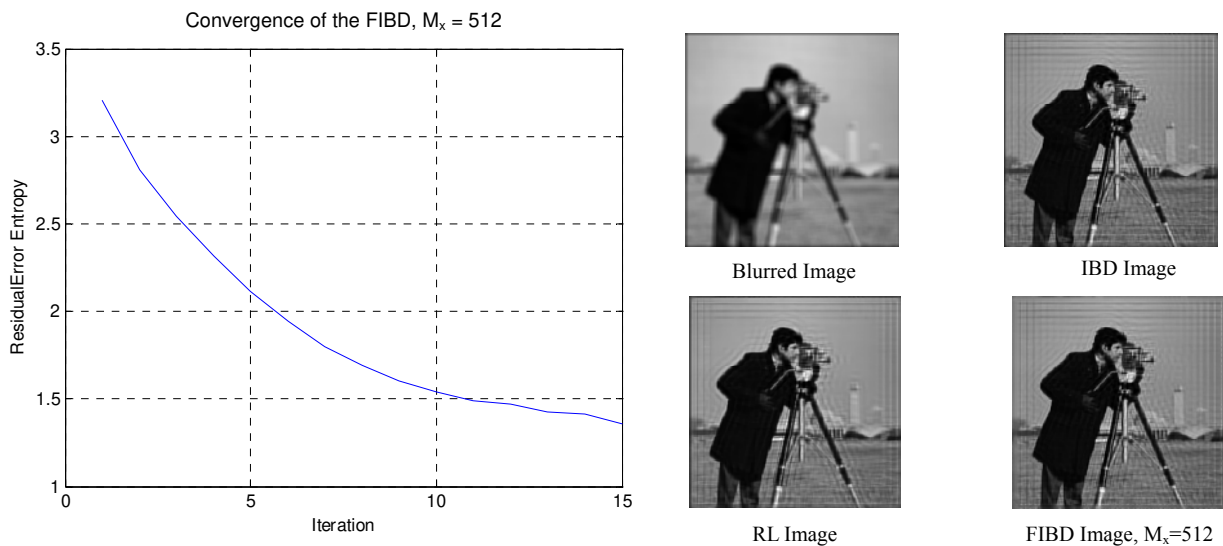 Convergence of the FIBD, Mx = 512
3.5
3
2.5
2
1.5
1
ResidualError Entropy
0
5
10
15
Iteration
Blurred Image
IBD Image
RL Image
FIBD Image, Mx=512